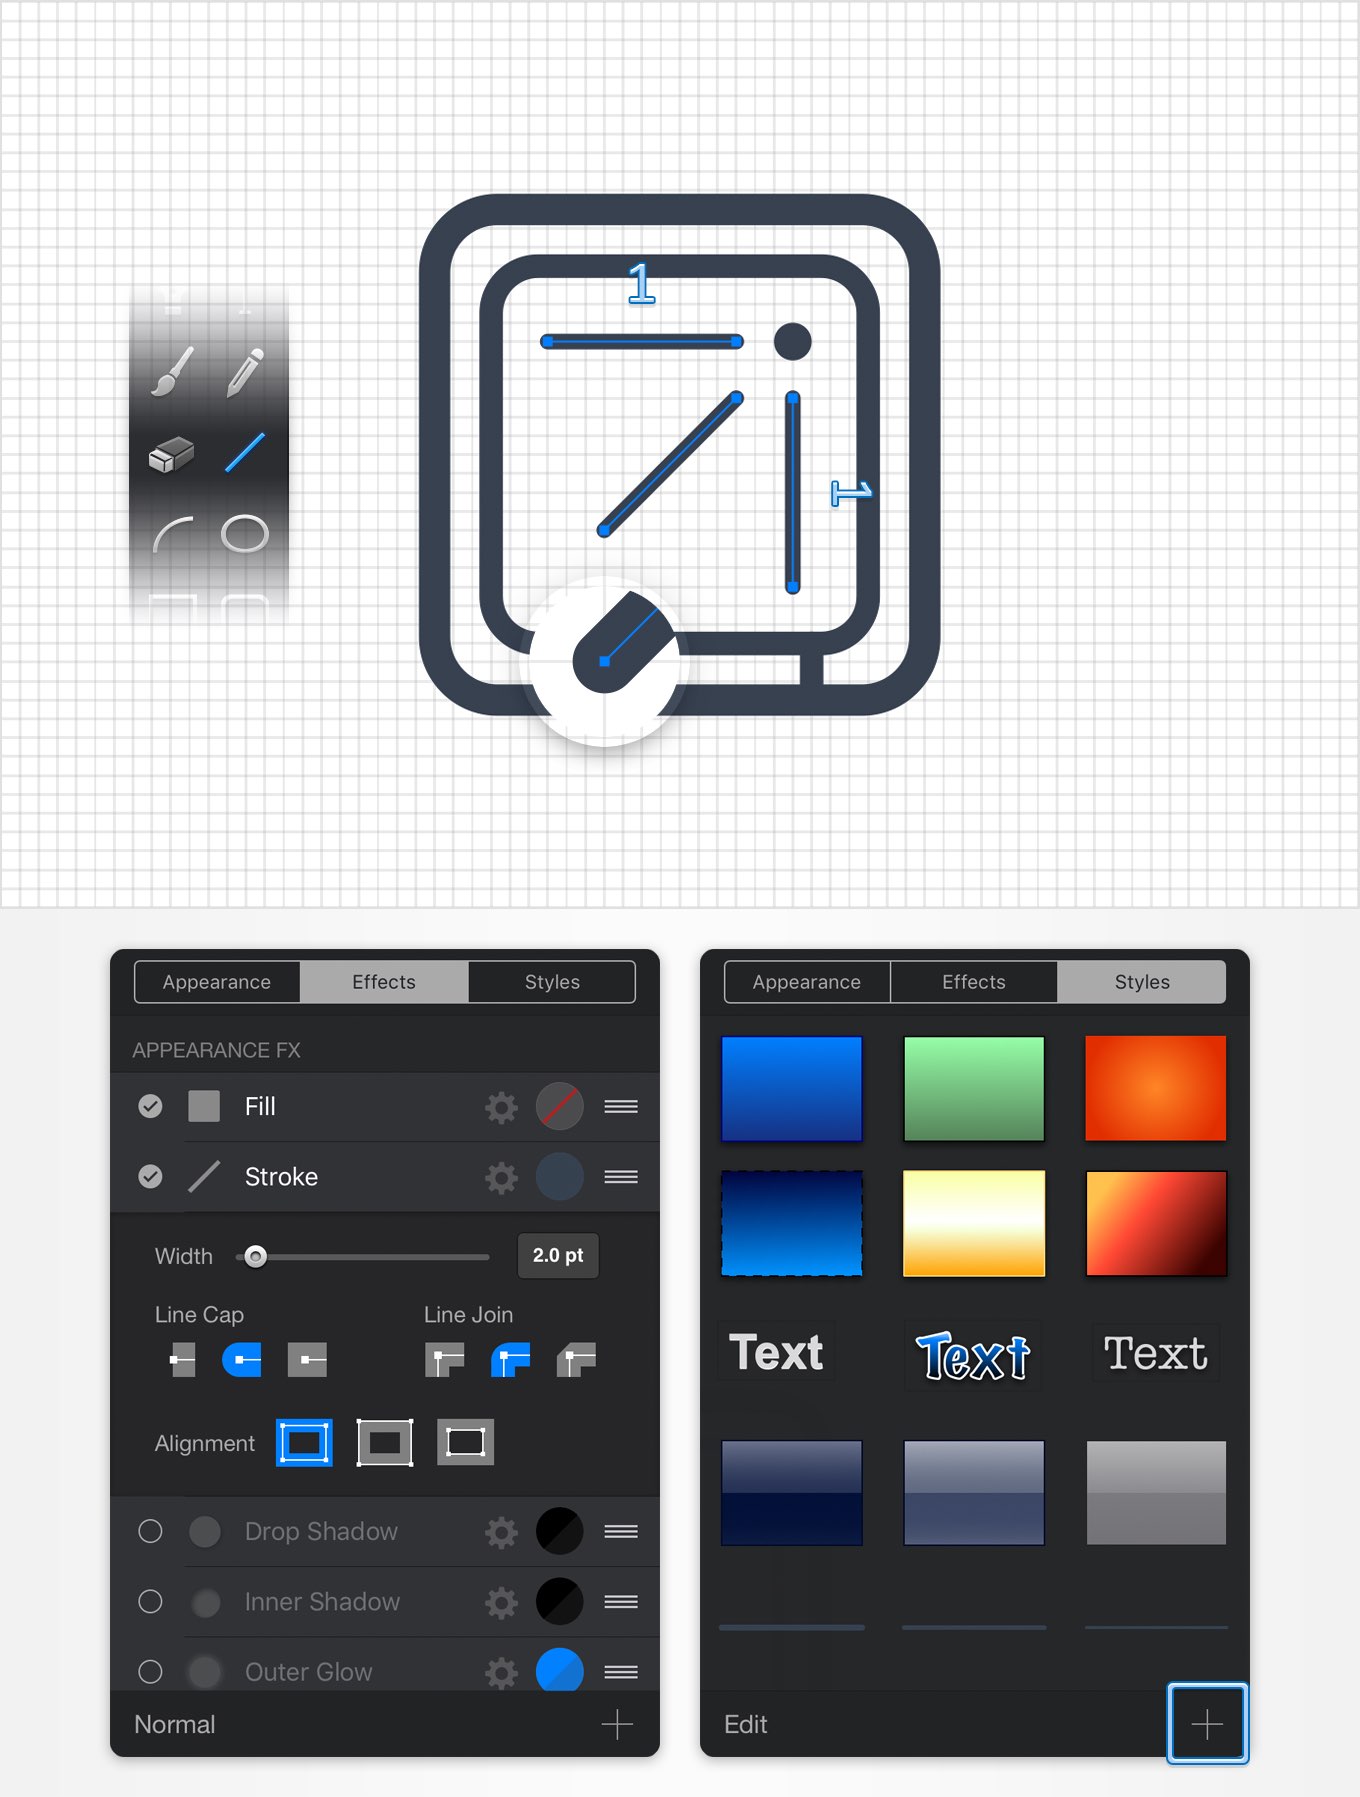 1
1
Appearance
Effects
Styles
APPEARANCE FX
Fill
Stroke
Width
2.0 pt
Line Cap
Line Join
Alignment
Drop Shadow
Inner Shadow
Outer Glow
Normal
Appearance
Effects
Styles
Text
Text
Text
Edit